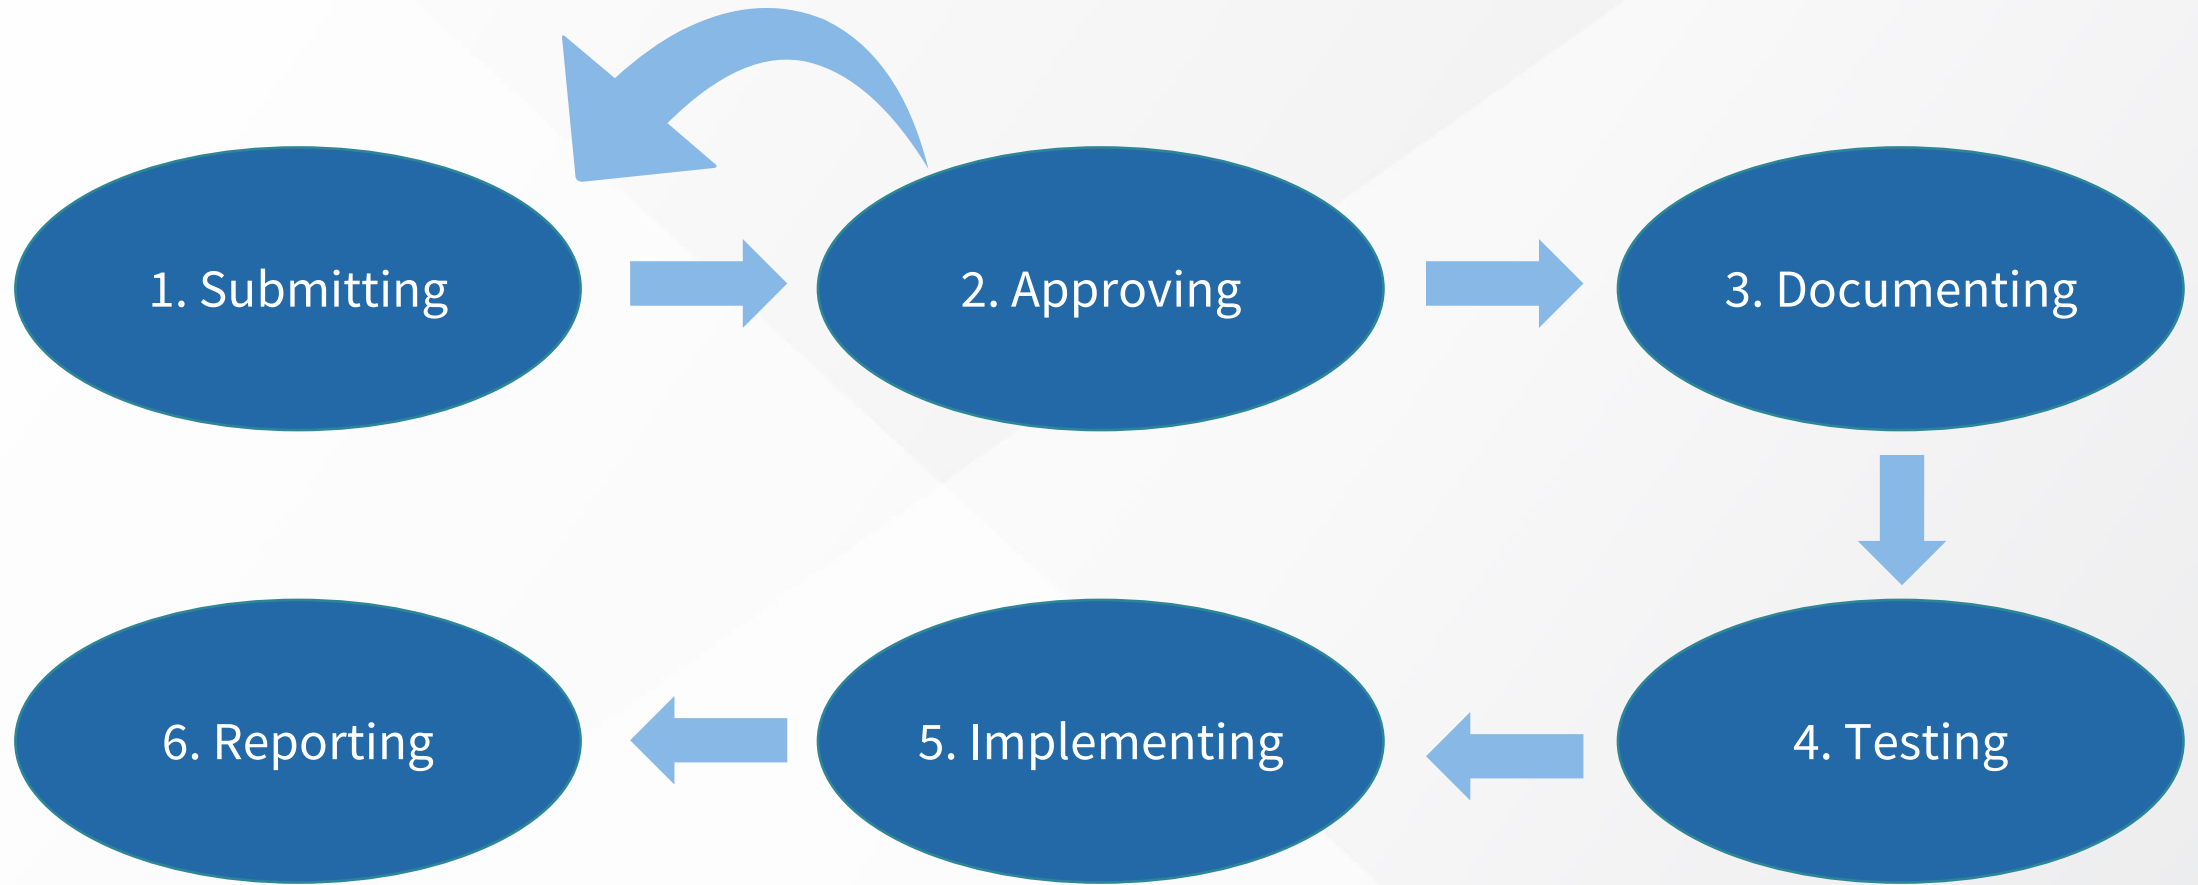 1. Submitting
2. Approving
3. Documenting
4. Testing
5. Implementing
6. Reporting